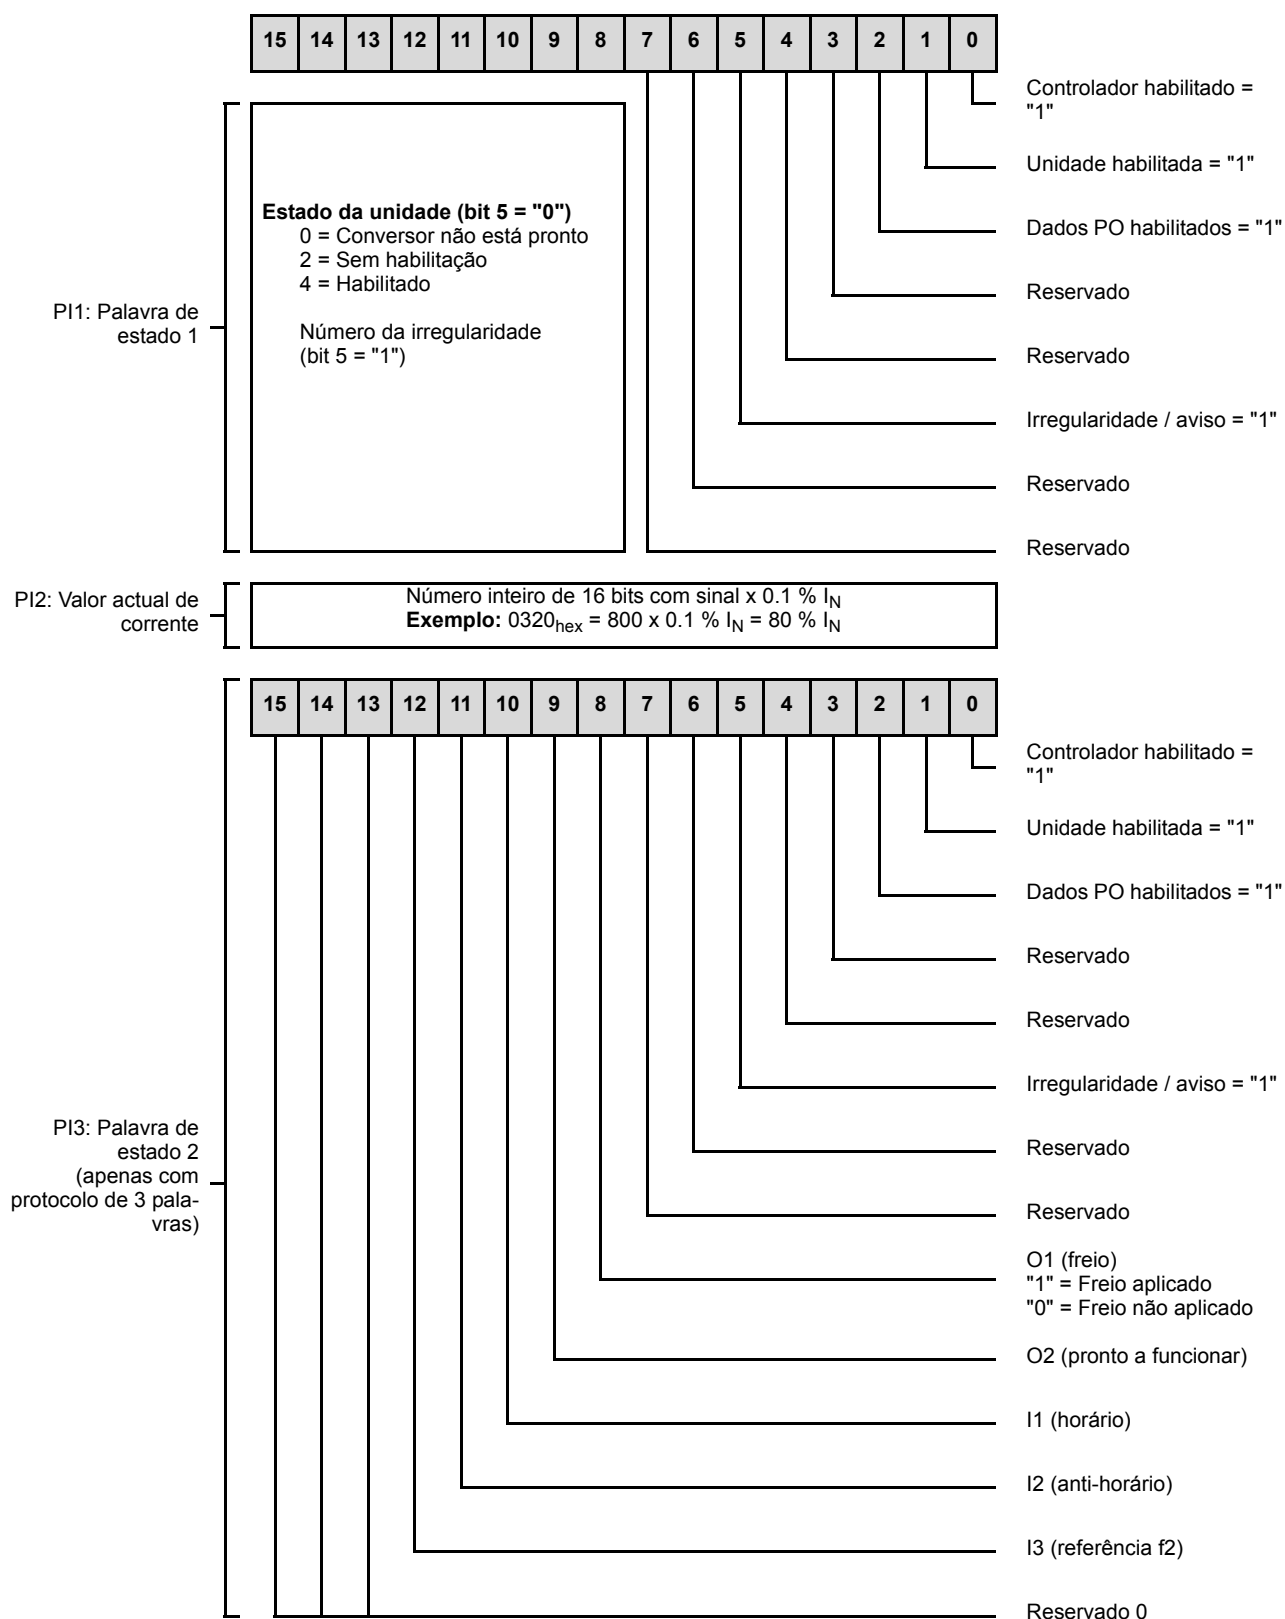 15 14 13 12 11 10 9 8 7 6 5 4 3 2 1 0
Controlador habilitado =
"1"
Unidade habilitada = "1"
Dados PO habilitados = "1"
Reservado
Reservado
Irregularidade / aviso = "1"
Reservado
Reservado
PI1: Palavra de
estado 1
Estado da unidade (bit 5 = "0")
0 = Conversor não está pronto
2 = Sem habilitação
4 = Habilitado
Número da irregularidade
(bit 5 = "1")
PI2: Valor actual de
corrente
Número inteiro de 16 bits com sinal x 0.1 % IN
Exemplo: 0320hex = 800 x 0.1 % IN = 80 % IN
15 14 13 12 11 10 9 8 7 6 5 4 3 2 1 0
Controlador habilitado =
"1"
Unidade habilitada = "1"
Dados PO habilitados = "1"
Reservado
Reservado
Irregularidade / aviso = "1"
Reservado
Reservado
PI3: Palavra de
estado 2
(apenas com
protocolo de 3 pala-
vras)
O1 (freio)
"1" = Freio aplicado
"0" = Freio não aplicado
O2 (pronto a funcionar)
I1 (horário)
I2 (anti-horário)
I3 (referência f2)
Reservado 0